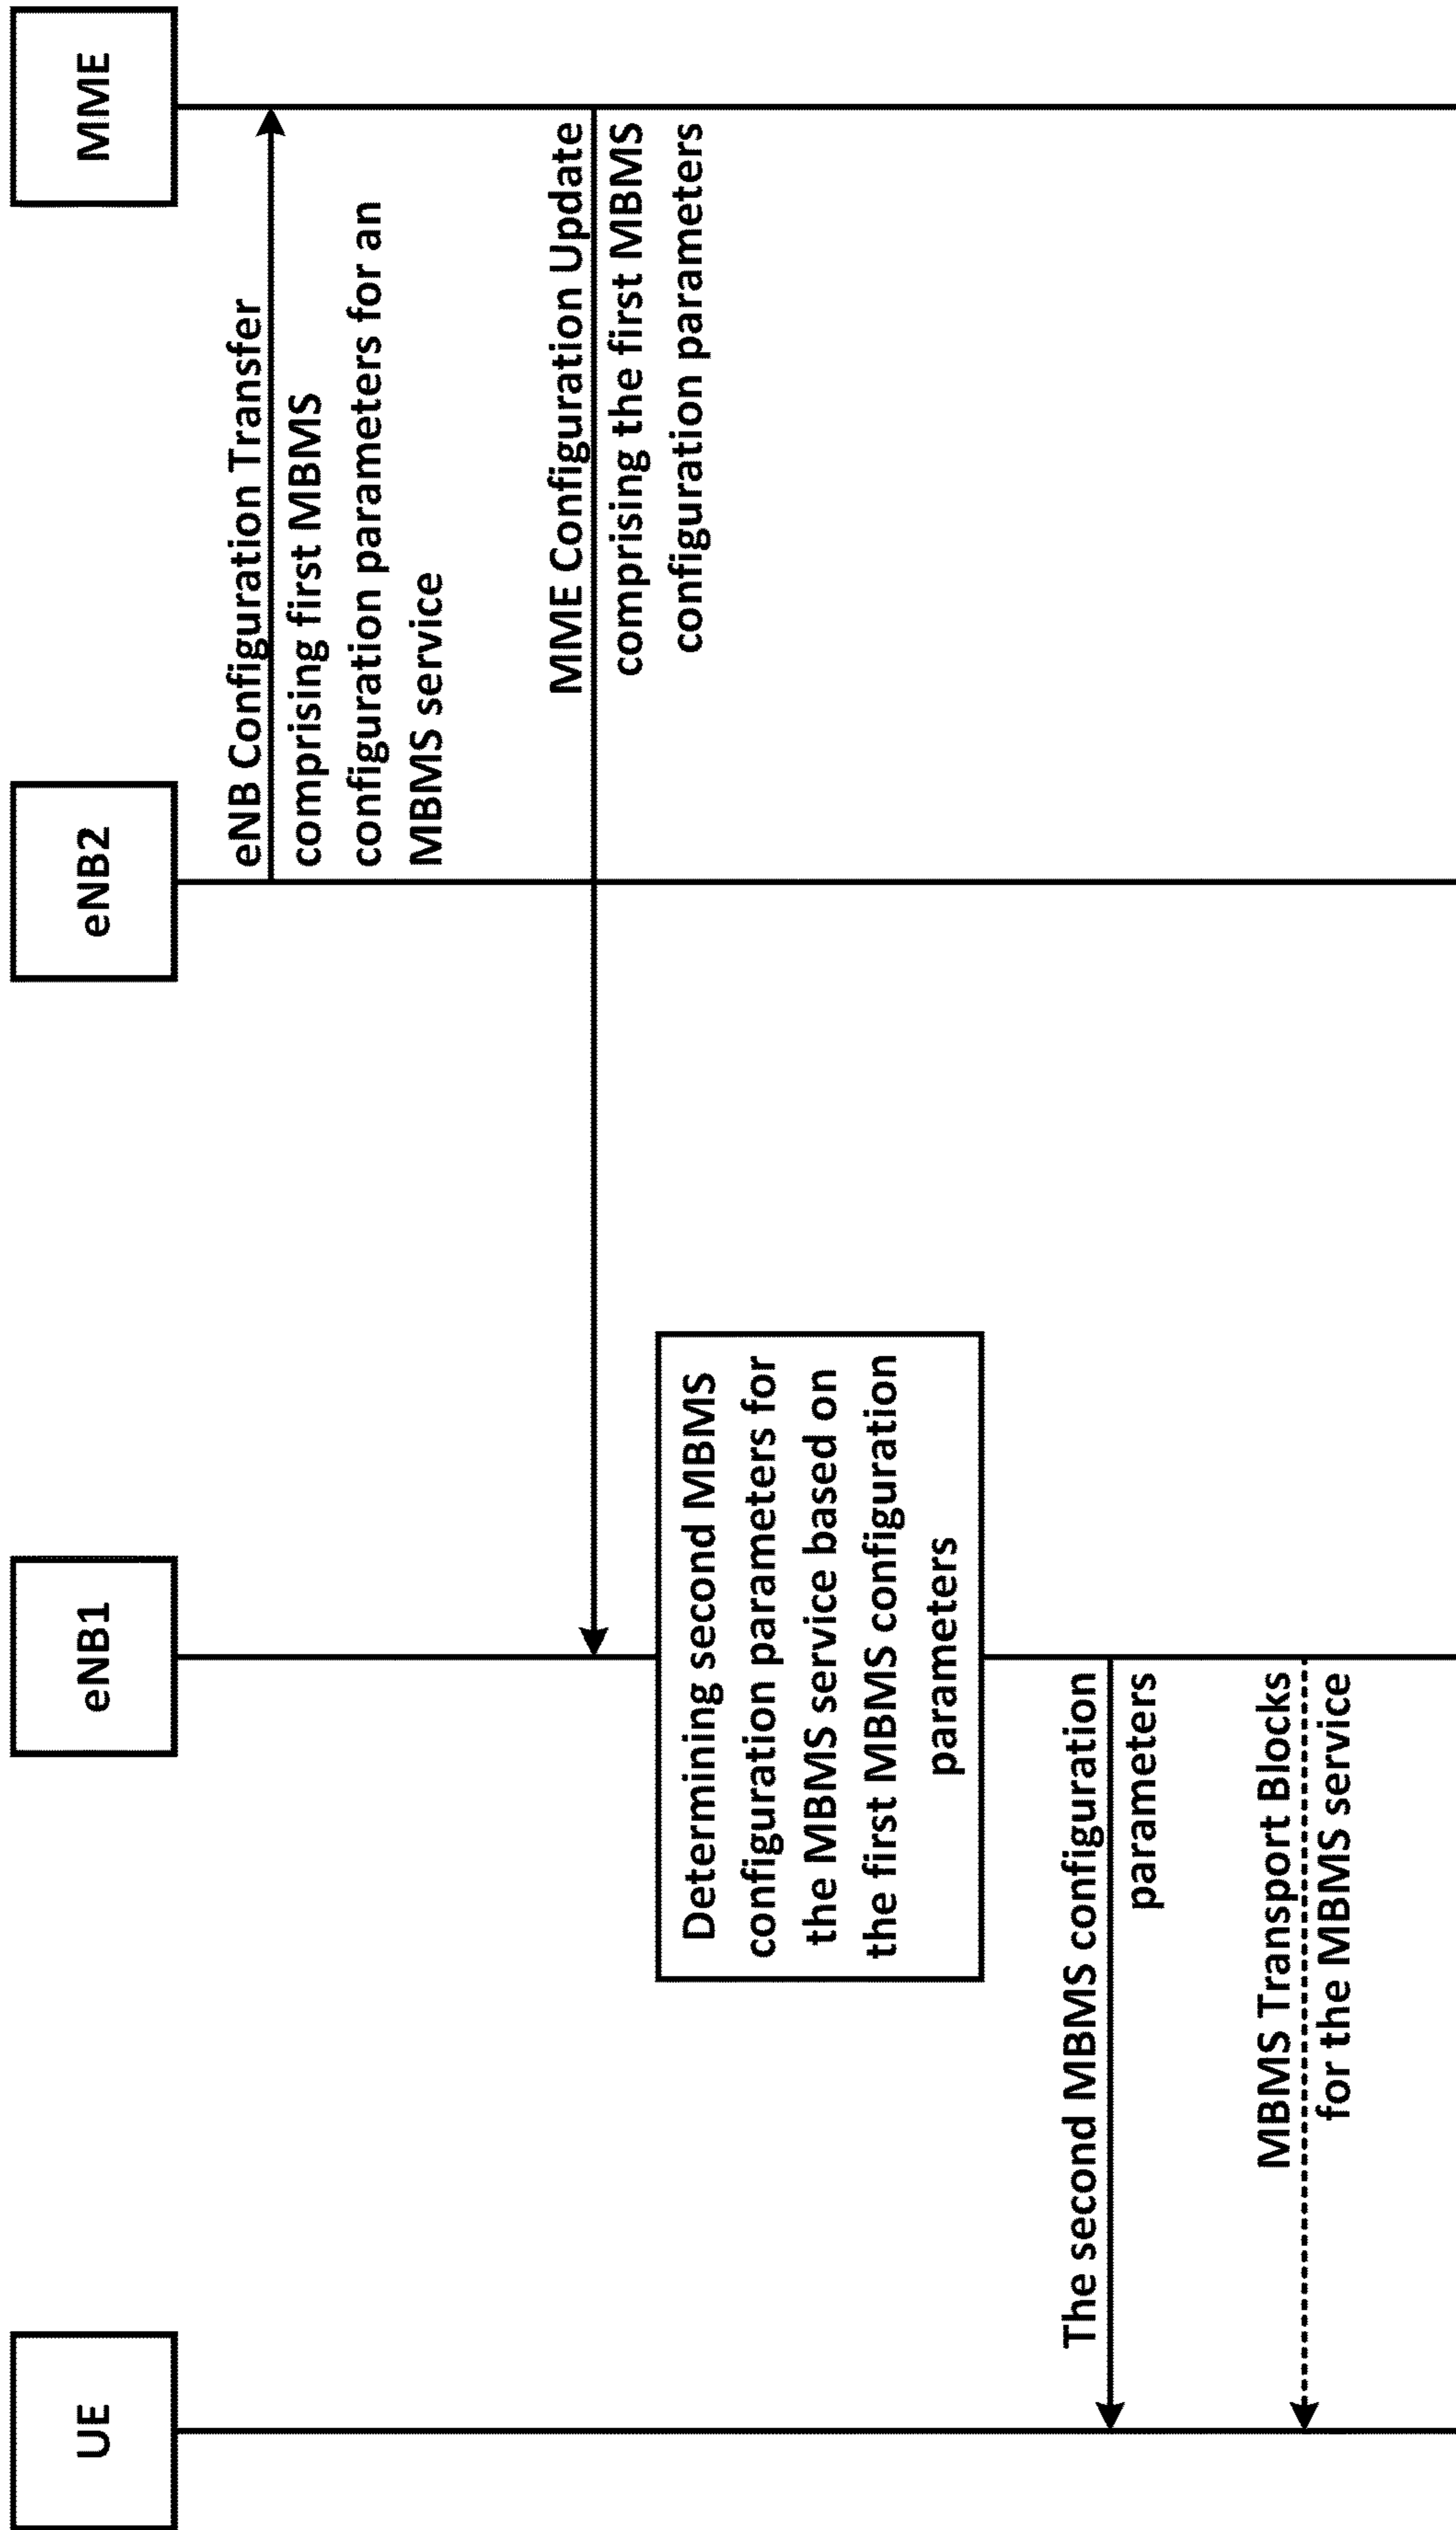 UE
eNB1
eNB2
MME
eNB Configuration Transfer
comprising first MBMS
configuration parameters for an
MBMS service
MME Configuration Update
comprising the first MBMS
configuration parameters
Determining second MBMS
configuration parameters for
the MBMS service based on
the first MBMS configuration
parameters
The second MBMS configuration
parameters
MBMS Transport Blocks
for the MBMS service